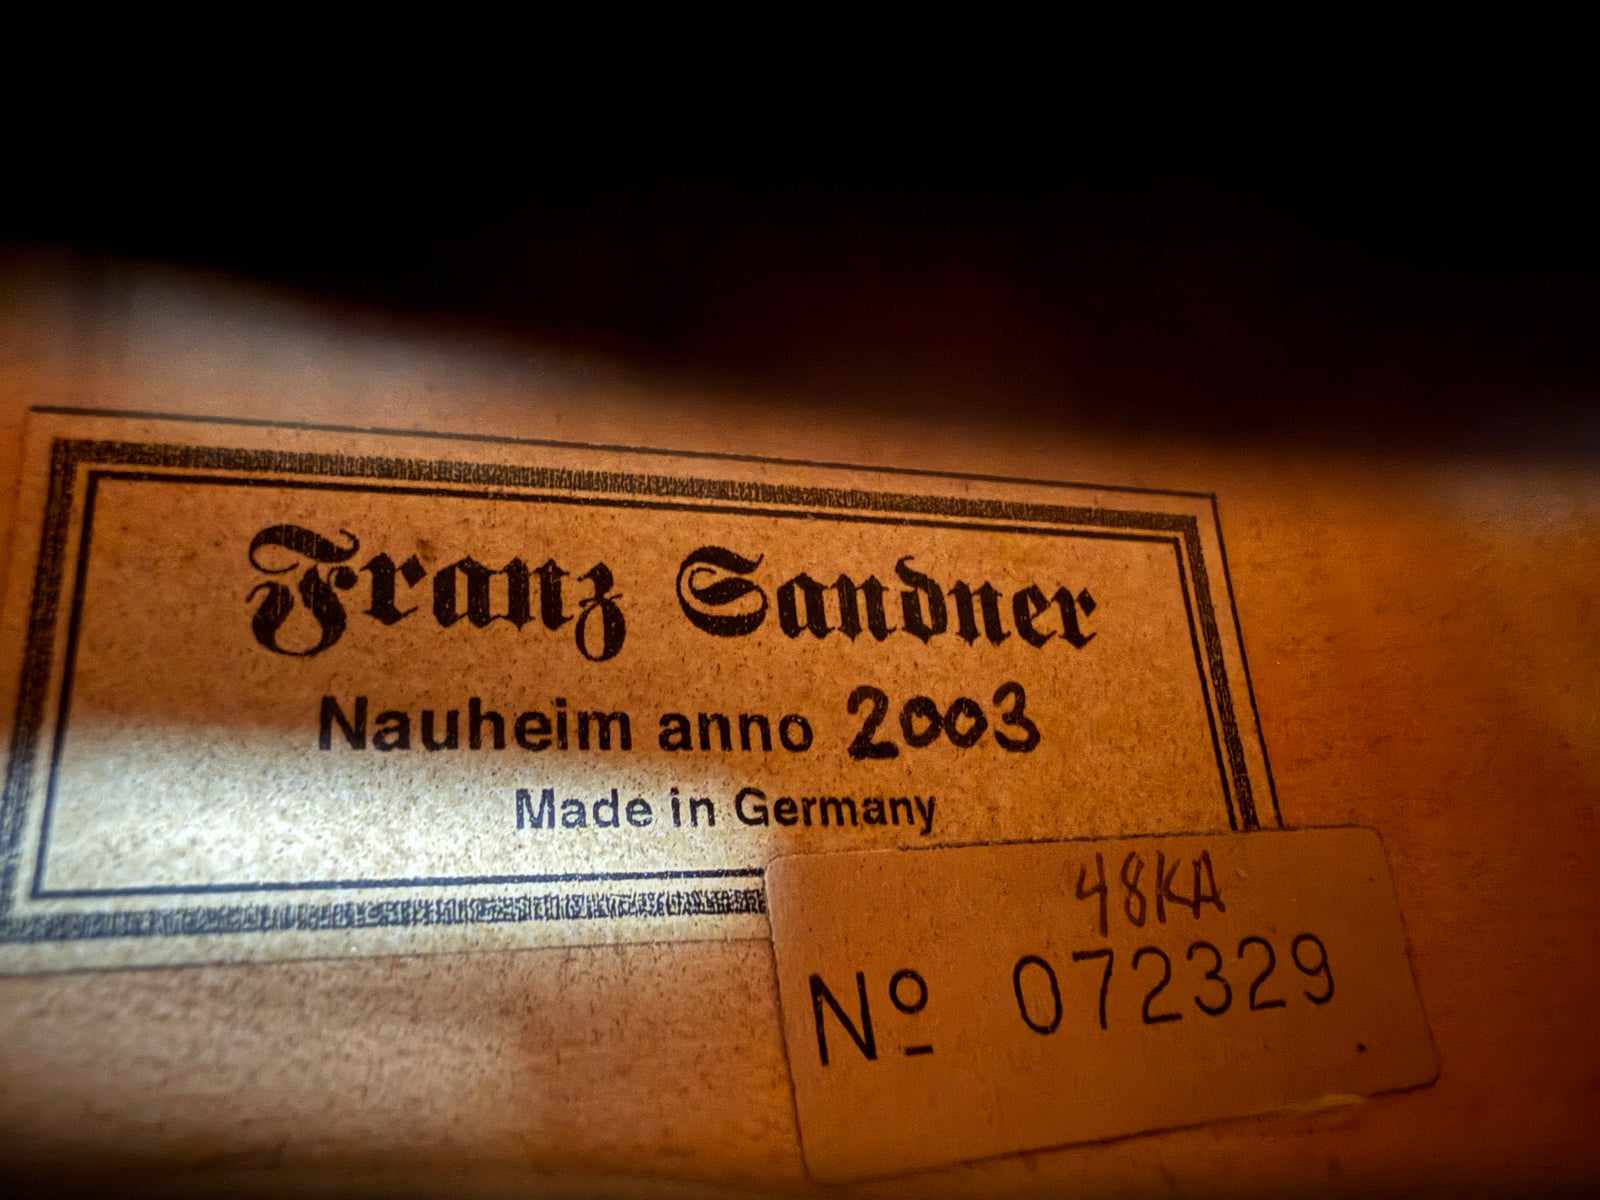 Franz Sandner
Nauheim anno 2003
Made in Germany
48KA
Nº 072329